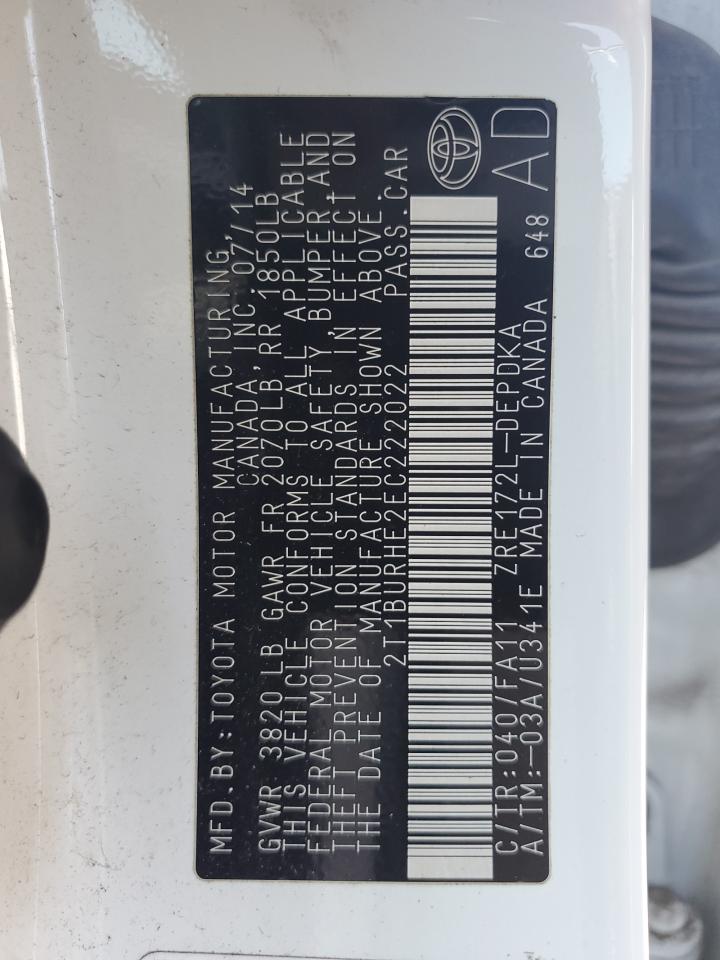 MFD.BY:TOYOTA MOTOR MANUFACTURING,
CANADA, INC. 07/14
GVWR 3820 LB GAWR FR 2070LB, RR 1850LB
THIS VEHICLE CONFORMS TO ALL APPLICABLE
FEDERAL MOTOR VEHICLE SAFETY, BUMPER, AND
THEFT PREVENTION STANDARDS IN EFFECT ON
THE DATE OF MANUFACTURE SHOWN ABOVE.
2T1BURHE2EC222022 PASS.CAR
C/TR:040/FA11 ZRE172L-DEPDKA
A/TM:-03A/U341E MADE IN CANADA 648
AD